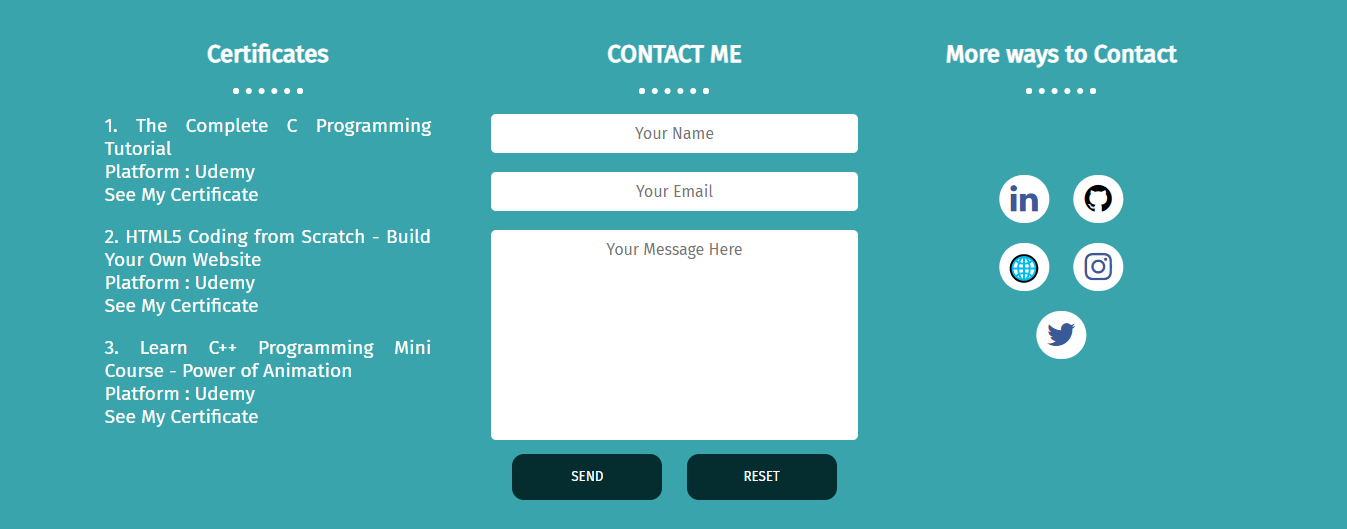 Certificates
1. The Complete C Programming
Tutorial
Platform : Udemy
See My Certificate
2. HTML5 Coding from Scratch - Build
Your Own Website
Platform : Udemy
See My Certificate
3. Learn C++ Programming Mini
Course - Power of Animation
Platform : Udemy
See My Certificate
CONTACT ME
Your Name
Your Email
Your Message Here
SEND
RESET
More ways to Contact
in